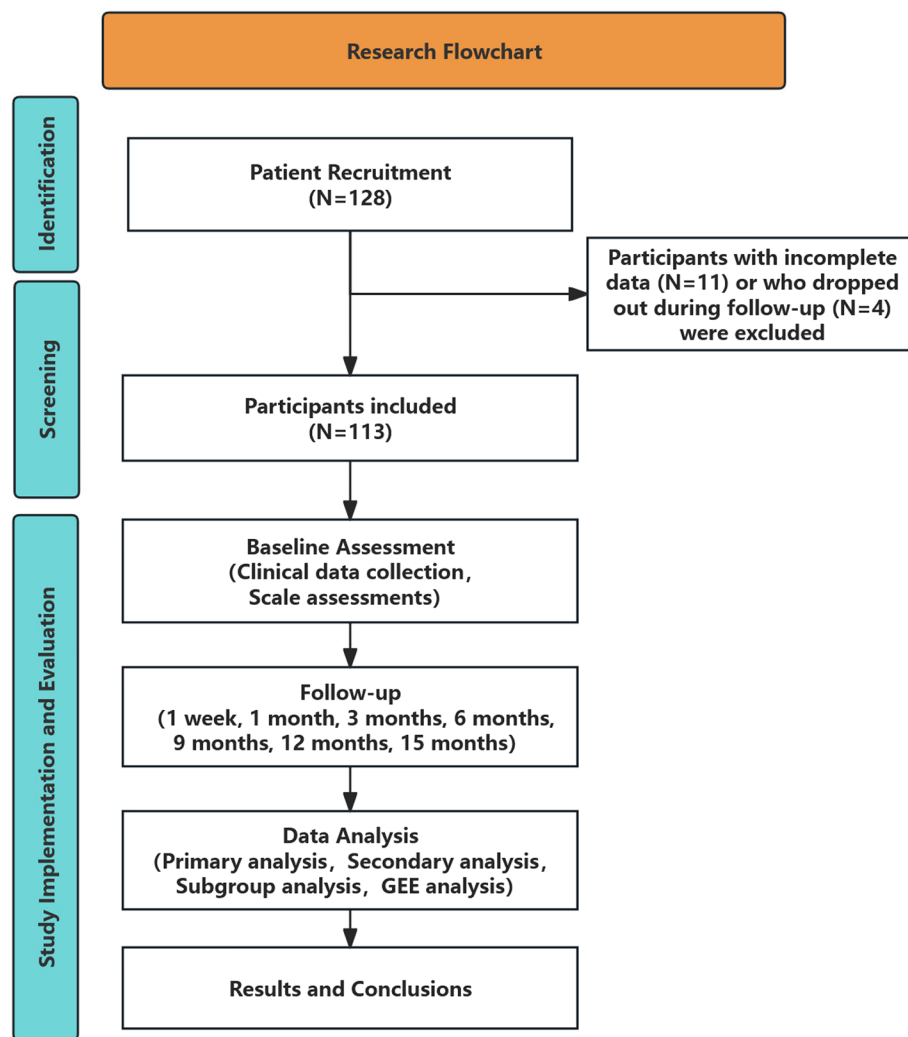 Research Flowchart
Identification
Patient Recruitment
(N=128)
Participants with incomplete
data (N=11) or who dropped
out during follow-up (N=4)
were excluded
Screening
Participants included
(N=113)
Study Implementation and Evaluation
Baseline Assessment
(Clinical data collection,
Scale assessments)
Follow-up
(1 week, 1 month, 3 months, 6 months,
9 months, 12 months, 15 months)
Data Analysis
(Primary analysis, Secondary analysis,
Subgroup analysis, GEE analysis)
Results and Conclusions